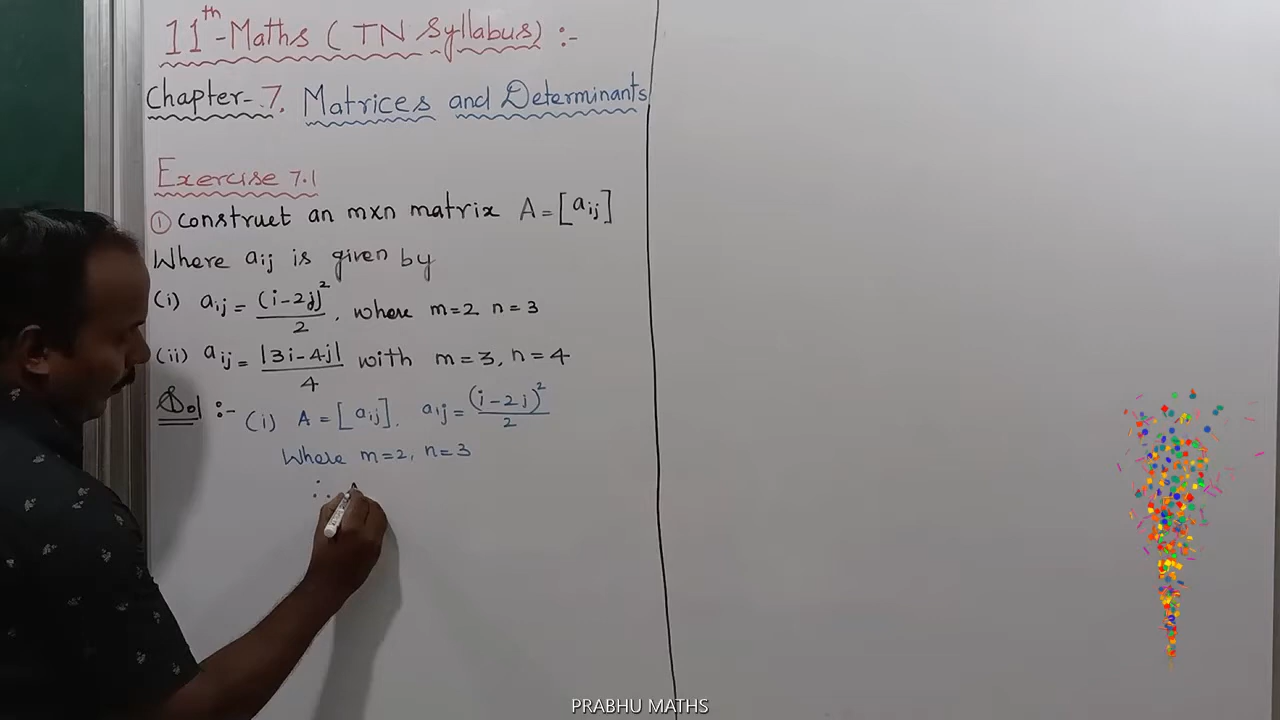 11th-Maths (TN Syllabus) :-
Chapter-7. Matrices and Determinants
Exercise 7.1
① Construct an mxn matrix A = [aij]
Where aij is given by
(i) aij = (i-2j)²/2, where m=2 n=3
(ii) aij = |3i-4j|/4 with m=3, n=4
Sol :- (i) A = [aij]. aij = (i-2j)²/2
Where m=2, n=3
∴
PRABHU MATHS